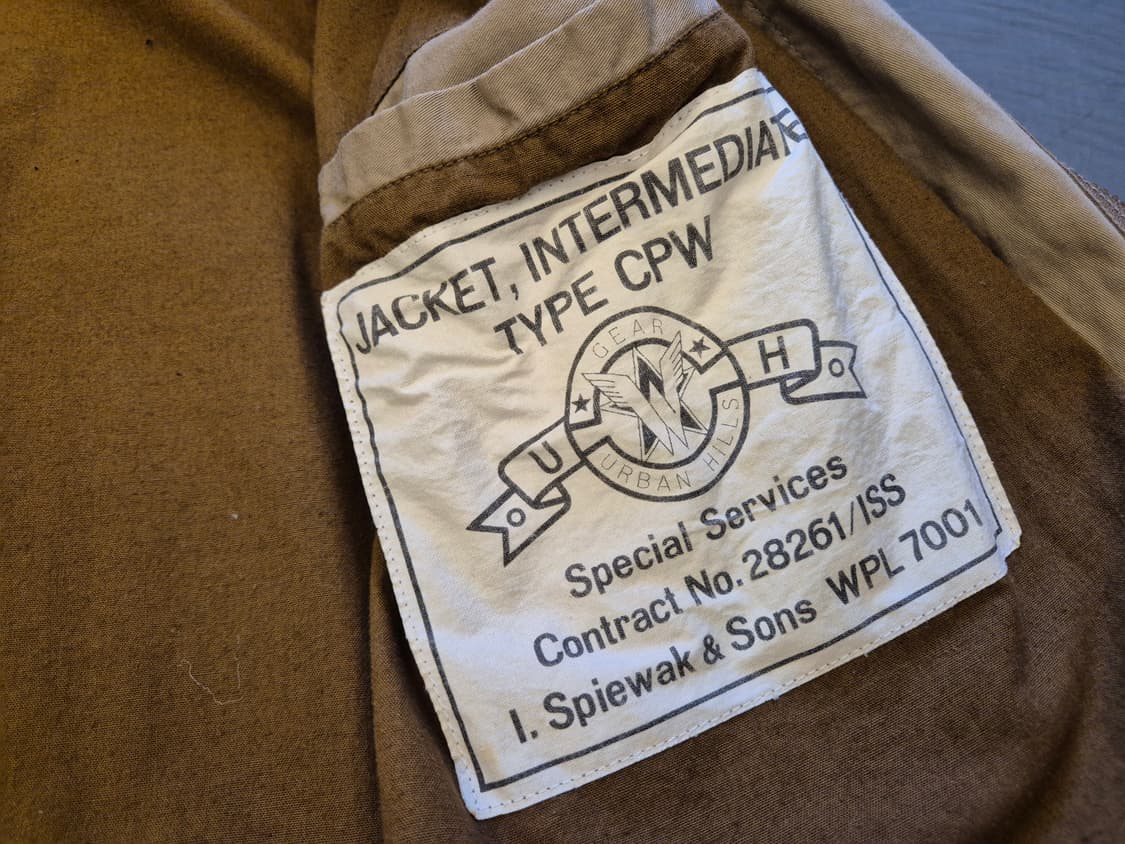 JACKET, INTERMEDIATE
TYPE CPW
GEAR
U H
URBAN HILLS
Special Services
Contract No. 28261/ISS
I. Spiewak & Sons WPL 7001